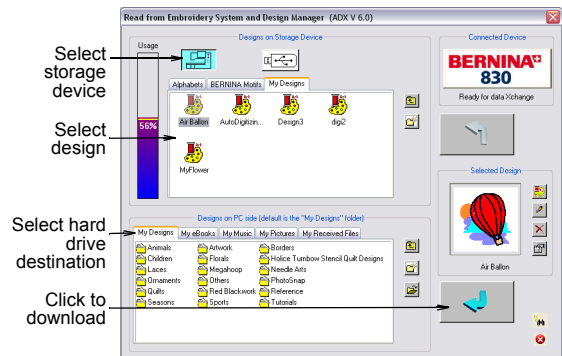 Read from Embroidery System and Design Manager (ADX V 6.0)
Select storage device
Select design
Select hard drive destination
Click to download
Usage
56%
Designs on Storage Device
Alphabets BERNINA Motifs My Designs
Air Ballon AutoDigitizin... Design3 digi2
MyFlower
Connected Device
BERNINA
830
Ready for data Xchange
Selected Design
Air Ballon
Designs on PC side (default is the "My Designs" folder)
My Designs My eBooks My Music My Pictures My Received Files
Animals Artwork Borders
Children Florals Holice Turnbow Stencil Quilt Designs
Laces Megahoop Needle Arts
Ornaments Others PhotoSnap
Quilts Red Blackwork Reference
Seasons Sports Tutorials